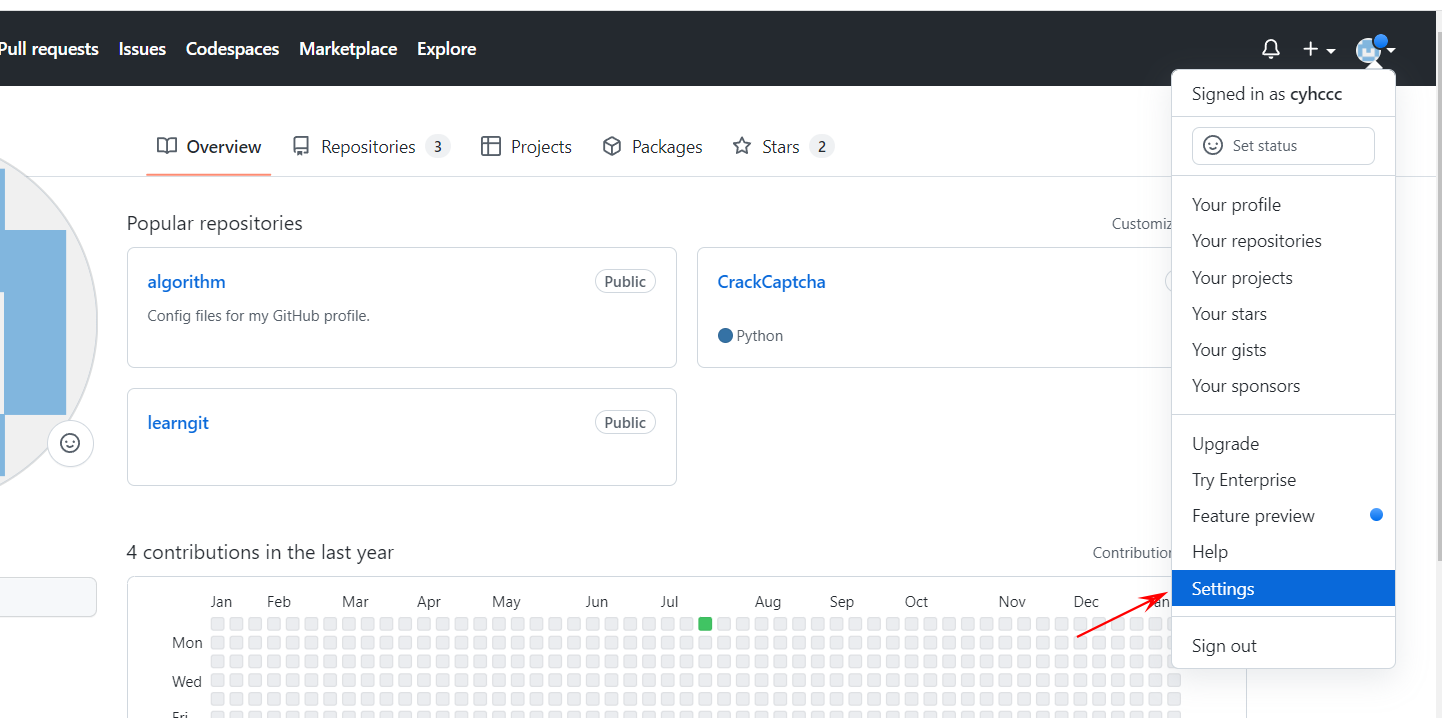 Pull requests Issues Codespaces Marketplace Explore
Signed in as cyhccc
Set status
Your profile
Your repositories
Your projects
Your stars
Your gists
Your sponsors
Upgrade
Try Enterprise
Feature preview
Help
Settings
Sign out
Overview Repositories 3 Projects Packages Stars 2
Popular repositories Customiz
algorithm Public
Config files for my GitHub profile.
CrackCaptcha
Python
learngit Public
4 contributions in the last year Contribution
Jan Feb Mar Apr May Jun Jul Aug Sep Oct Nov Dec Jan
Mon
Wed
Fri